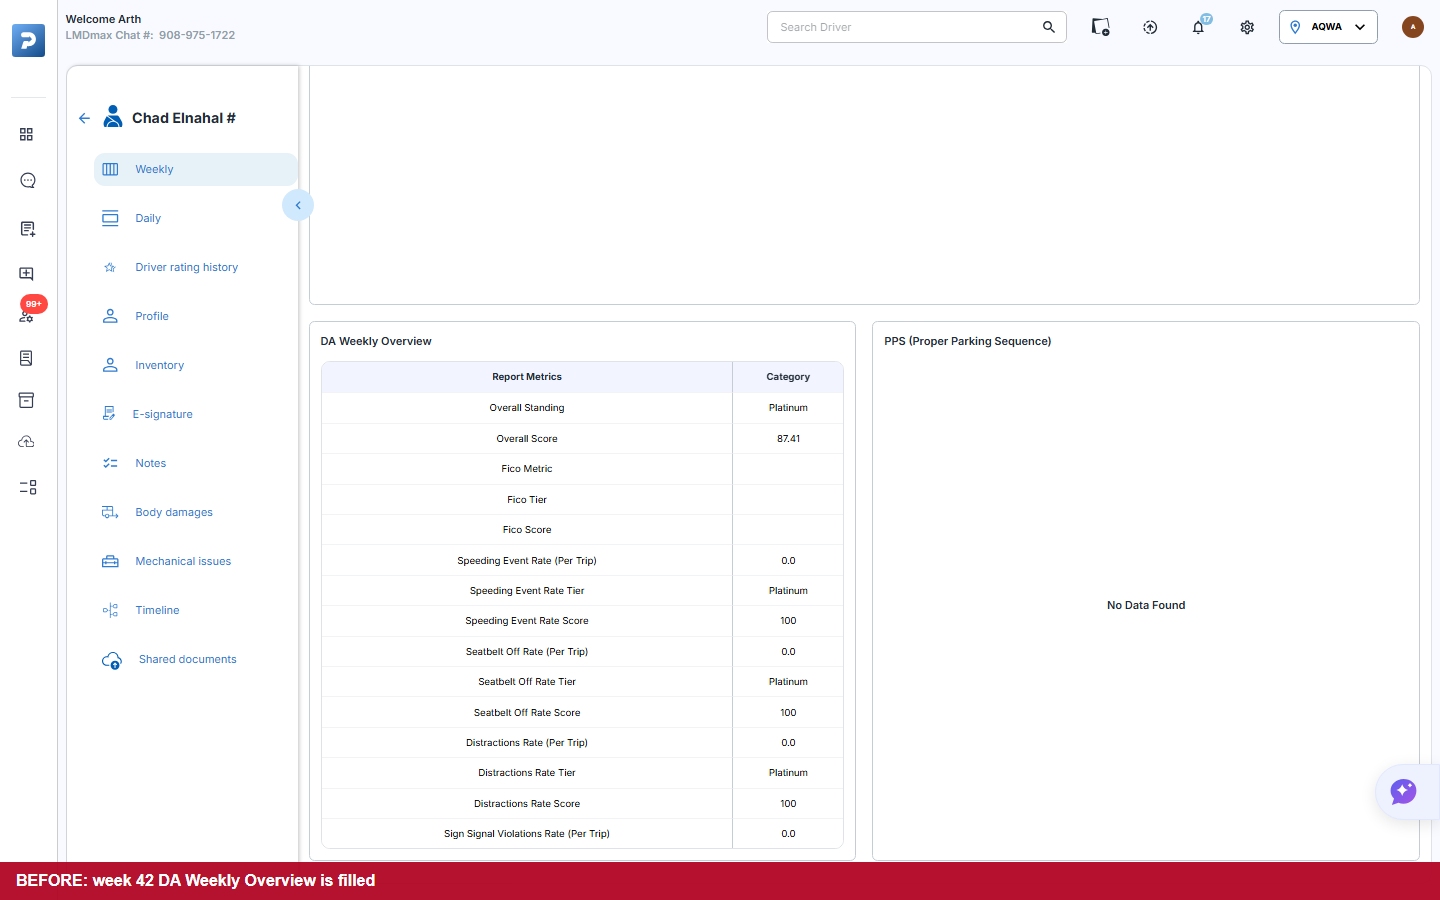 Welcome Arth
LMDmax Chat #: 908-975-1722
Search Driver
17
AQWA
A
99+
Chad Elnahal #
Weekly
Daily
Driver rating history
Profile
Inventory
E-signature
Notes
Body damages
Mechanical issues
Timeline
Shared documents
DA Weekly Overview
Report Metrics Category
Overall Standing Platinum
Overall Score 87.41
Fico Metric
Fico Tier
Fico Score
Speeding Event Rate (Per Trip) 0.0
Speeding Event Rate Tier Platinum
Speeding Event Rate Score 100
Seatbelt Off Rate (Per Trip) 0.0
Seatbelt Off Rate Tier Platinum
Seatbelt Off Rate Score 100
Distractions Rate (Per Trip) 0.0
Distractions Rate Tier Platinum
Distractions Rate Score 100
Sign Signal Violations Rate (Per Trip) 0.0
PPS (Proper Parking Sequence)
No Data Found
BEFORE: week 42 DA Weekly Overview is filled